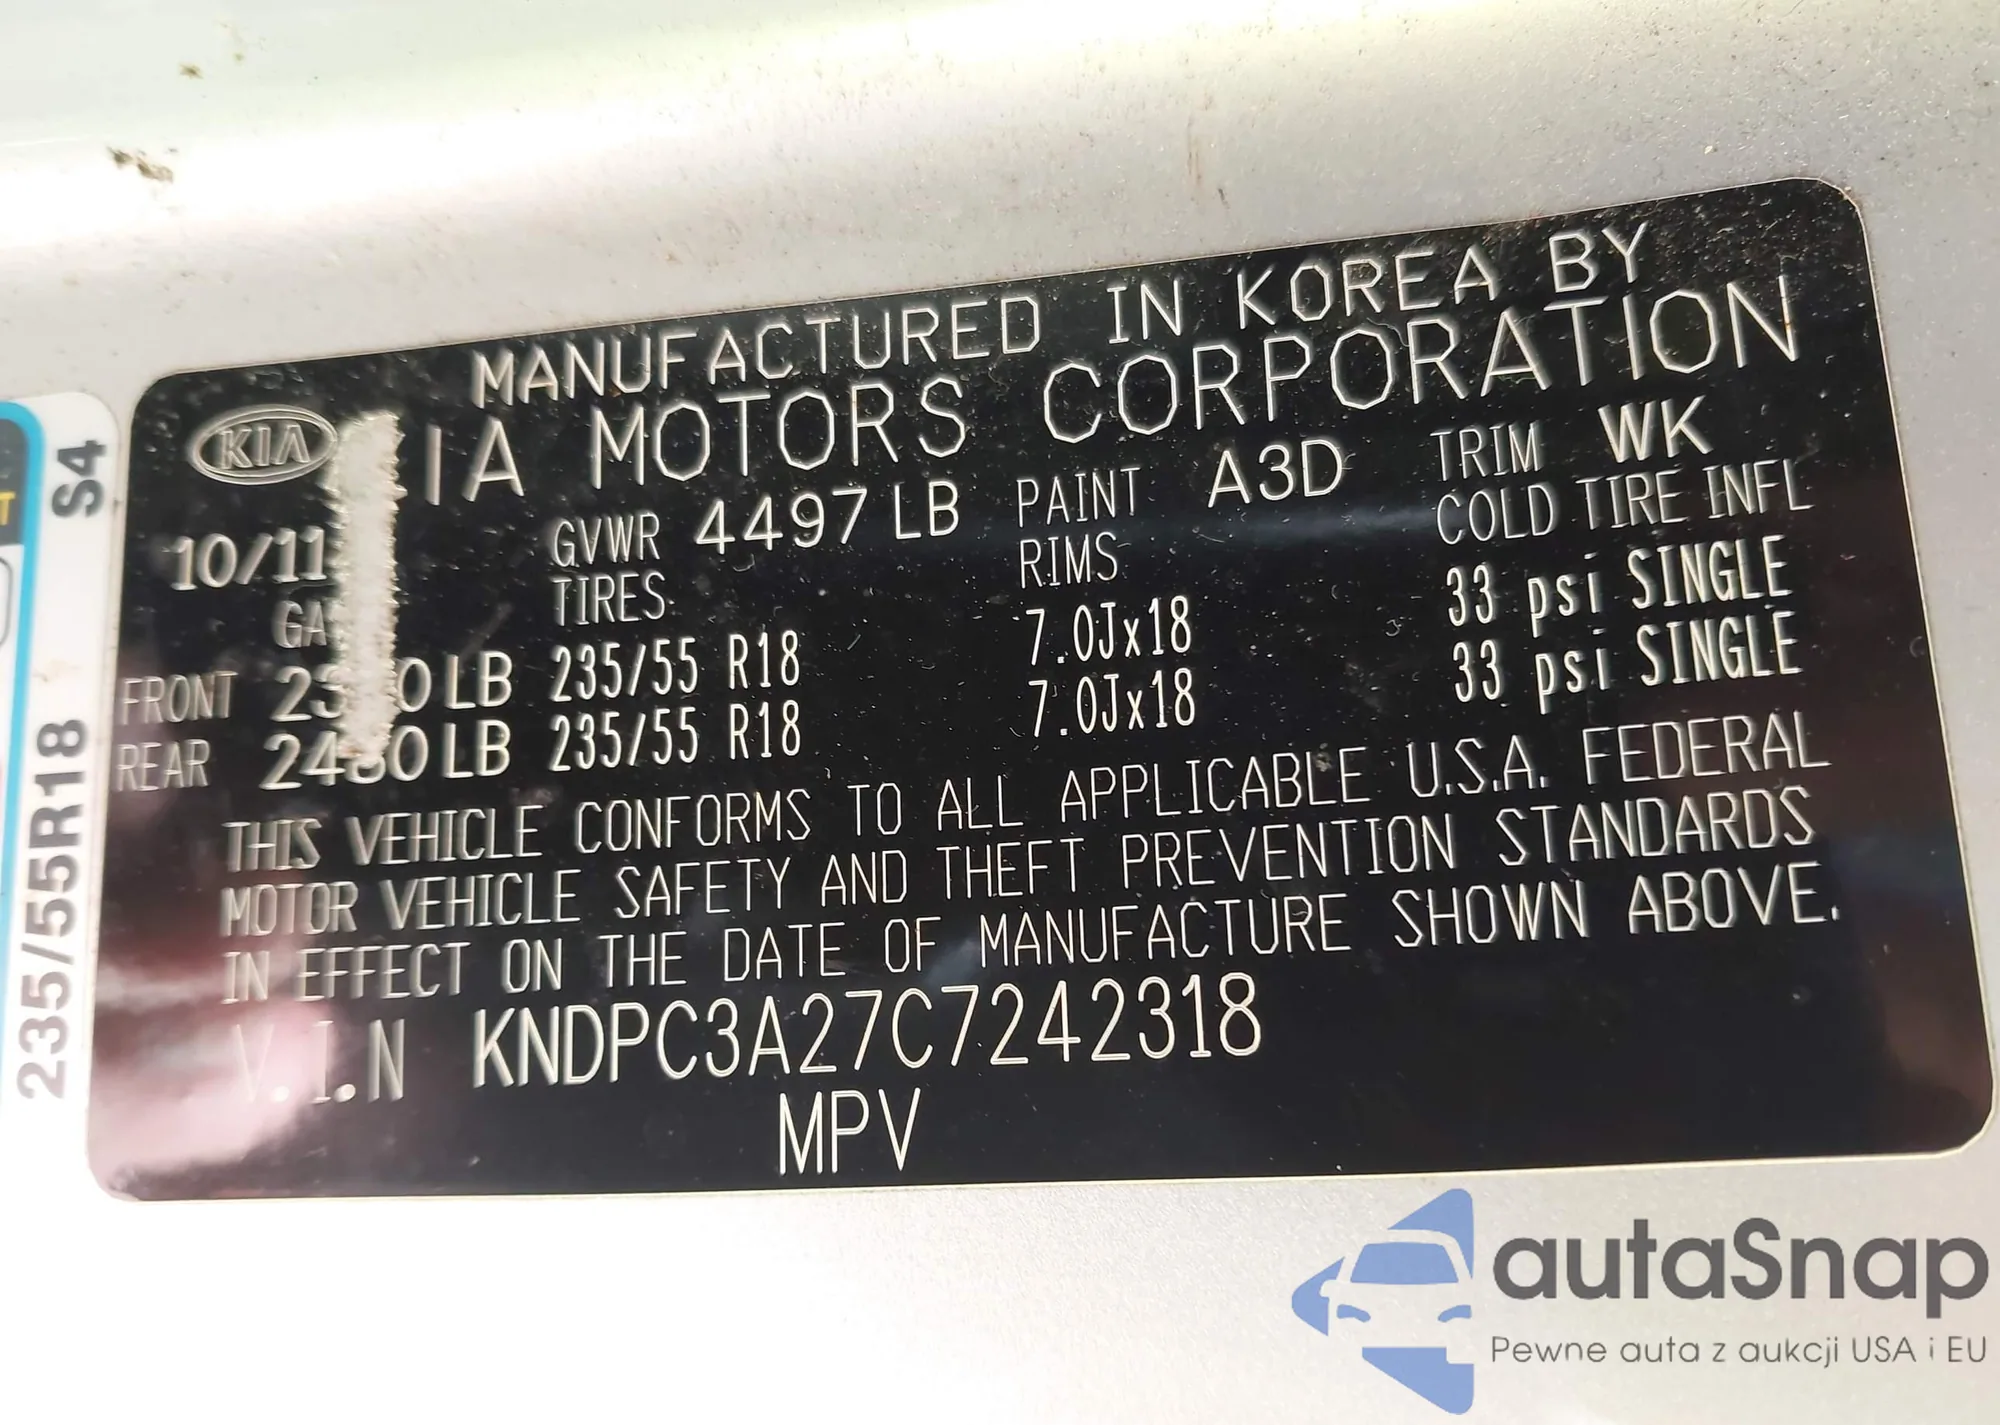 MANUFACTURED IN KOREA BY
KIA IA MOTORS CORPORATION
10/11 GVWR 4497 LB PAINT A3D TRIM WK
TIRES RIMS COLD TIRE INFL
FRONT LB 235/55 R18 7.0Jx18 33 psi SINGLE
REAR LB 235/55 R18 7.0Jx18 33 psi SINGLE
THIS VEHICLE CONFORMS TO ALL APPLICABLE U.S.A. FEDERAL
MOTOR VEHICLE SAFETY AND THEFT PREVENTION STANDARDS
IN EFFECT ON THE DATE OF MANUFACTURE SHOWN ABOVE.
V.I.N KNDPC3A27C7242318
MPV
235/55R18 S4
autaSnap
Pewne auta z aukcji USA i EU